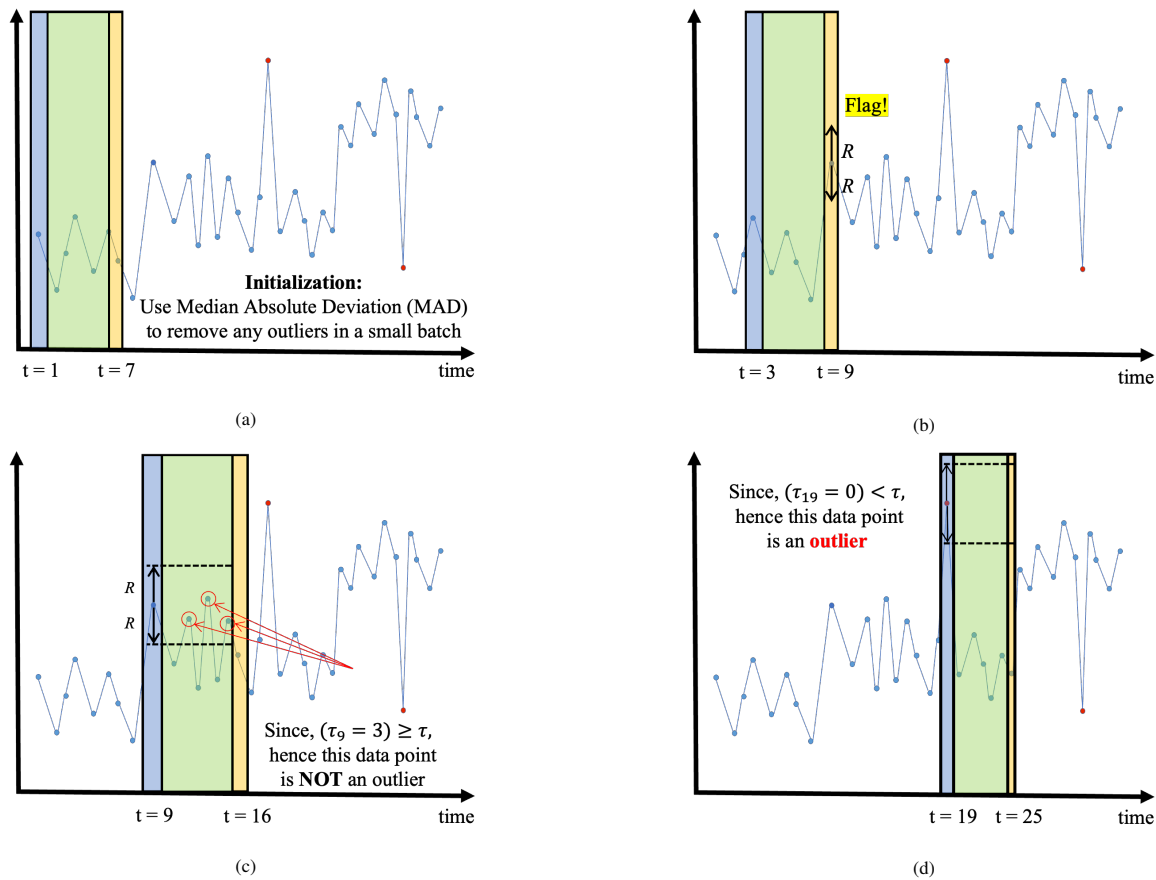 Initialization:
Use Median Absolute Deviation (MAD)
to remove any outliers in a small batch
t = 1
t = 7
time
(a)
Flag!
R
R
t = 3
t = 9
time
(b)
R
R
Since, (τ₉ = 3) ≥ τ,
hence this data point
is NOT an outlier
t = 9
t = 16
time
(c)
Since, (τ₁₉ = 0) < τ,
hence this data point
is an outlier
t = 19
t = 25
time
(d)